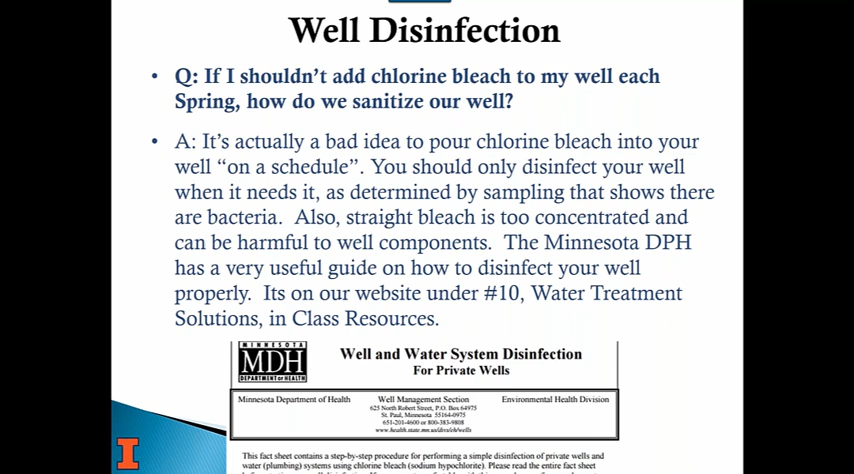 Well Disinfection
• Q: If I shouldn't add chlorine bleach to my well each
Spring, how do we sanitize our well?
• A: It's actually a bad idea to pour chlorine bleach into your
well "on a schedule". You should only disinfect your well
when it needs it, as determined by sampling that shows there
are bacteria. Also, straight bleach is too concentrated and
can be harmful to well components. The Minnesota DPH
has a very useful guide on how to disinfect your well
properly. Its on our website under #10, Water Treatment
Solutions, in Class Resources.
MINNESOTA
MDH
DEPARTMENT OF HEALTH
Well and Water System Disinfection
For Private Wells
Minnesota Department of Health
Well Management Section
Environmental Health Division
625 North Robert Street, P.O. Box 64975
St. Paul, Minnesota 55164-0975
651-201-4600 or 800-383-9808
www.health.state.mn.us/divs/eh/wells
This fact sheet contains a step-by-step procedure for performing a simple disinfection of private wells and
water (plumbing) systems using chlorine bleach (sodium hypochlorite). Please read the entire fact sheet
I